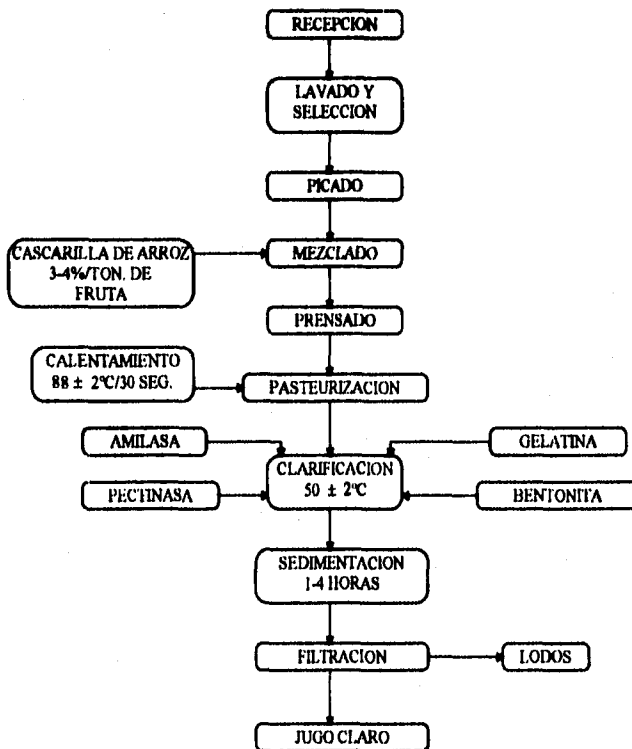 RECEPCION
LAVADO Y
SELECCION
PICADO
CASCARILLA DE ARROZ
3-4%/TON. DE
FRUTA
MEZCLADO
PRENSADO
CALENTAMIENTO
88 ± 2ºC/30 SEG.
PASTEURIZACION
AMILASA
GELATINA
CLARIFICACION
50 ± 2ºC
PECTINASA
BENTONITA
SEDIMENTACION
1-4 HORAS
FILTRACION
LODOS
JUGO CLARO